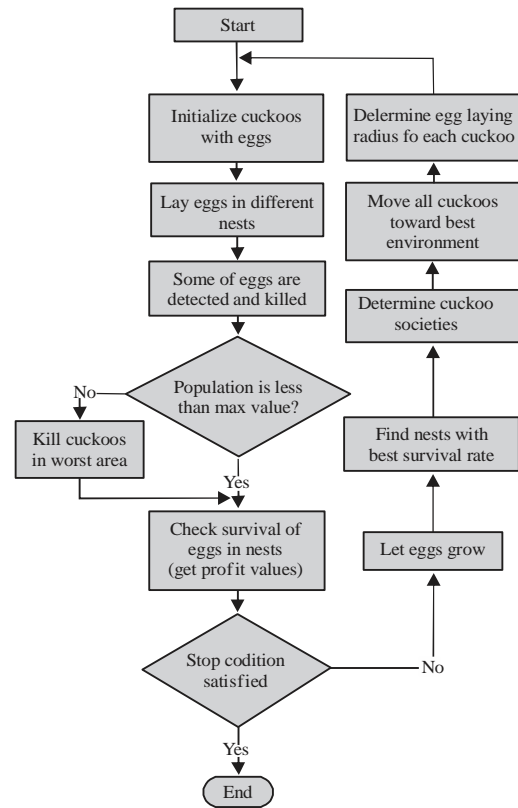 Start
Initialize cuckoos
with eggs
Lay eggs in different
nests
Some of eggs are
detected and killed
Population is less
than max value?
No
Kill cuckoos
in worst area
Yes
Check survival of
eggs in nests
(get profit values)
Stop codition
satisfied
No
Yes
End
Let eggs grow
Find nests with
best survival rate
Determine cuckoo
societies
Move all cuckoos
toward best
environment
Delermine egg laying
radius fo each cuckoo